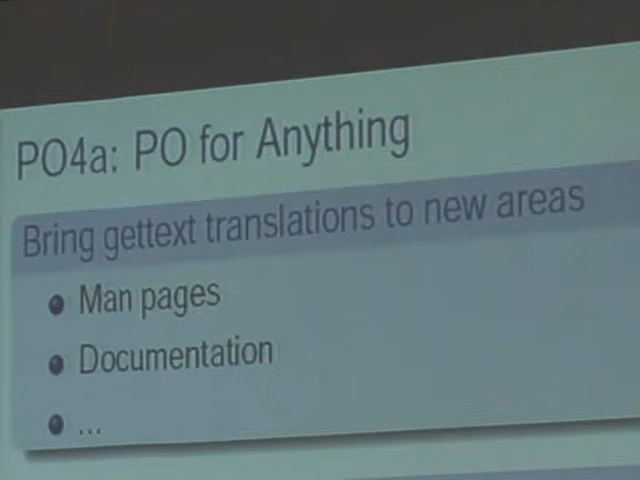 PO4a: PO for Anything
Bring gettext translations to new areas
Man pages
Documentation
...